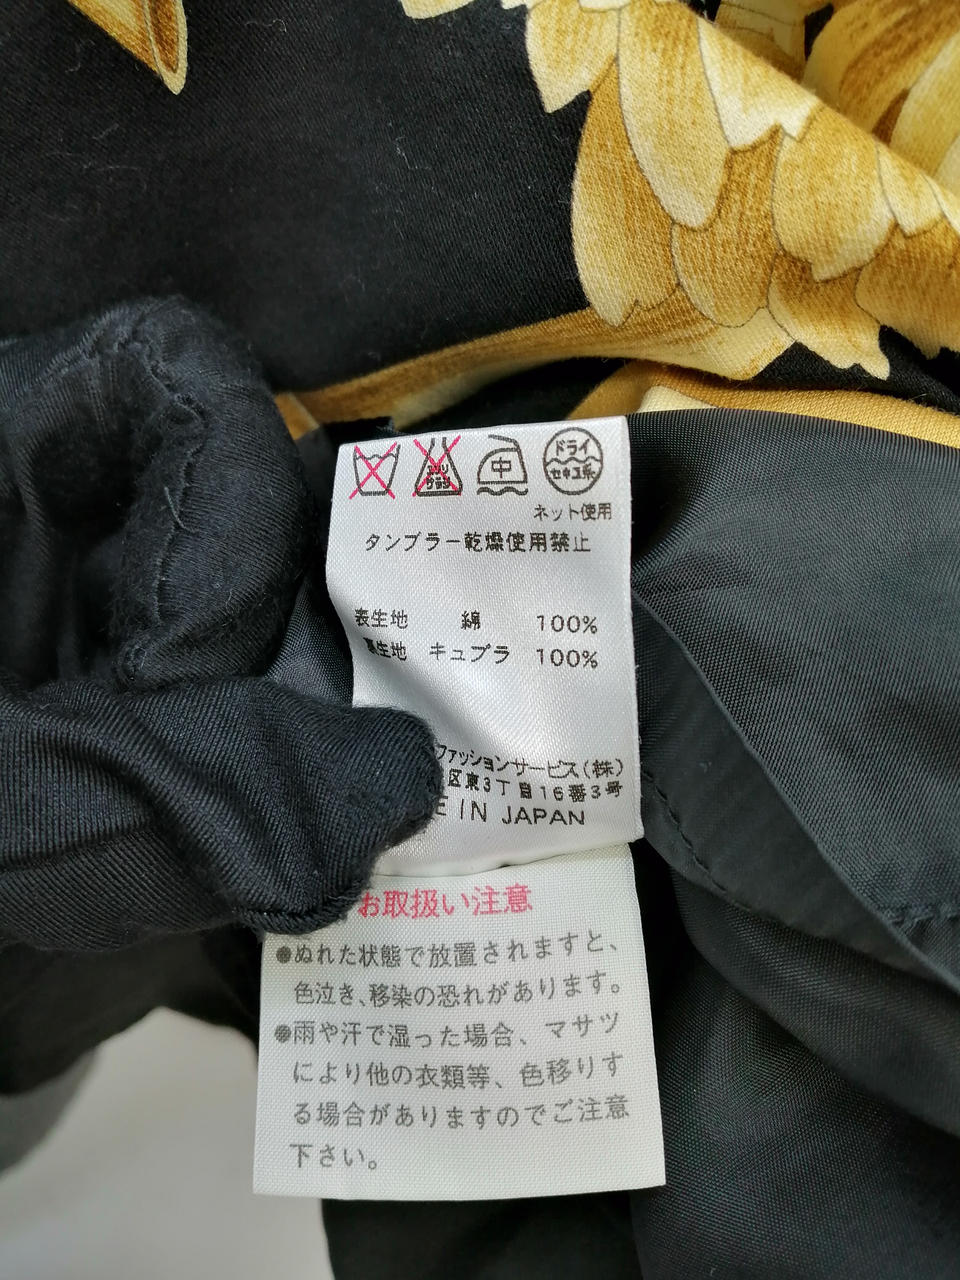 中
ドライ
セキユ系
ネット使用
タンブラー乾燥使用禁止
表生地 綿 100%
裏生地 キュプラ 100%
ファッションサービス(株)
区東3丁目16番3号
E IN JAPAN
お取扱い注意
●ぬれた状態で放置されますと、
色泣き、移染の恐れがあります。
●雨や汗で湿った場合、マサツ
により他の衣類等、色移りす
る場合がありますのでご注意
下さい。